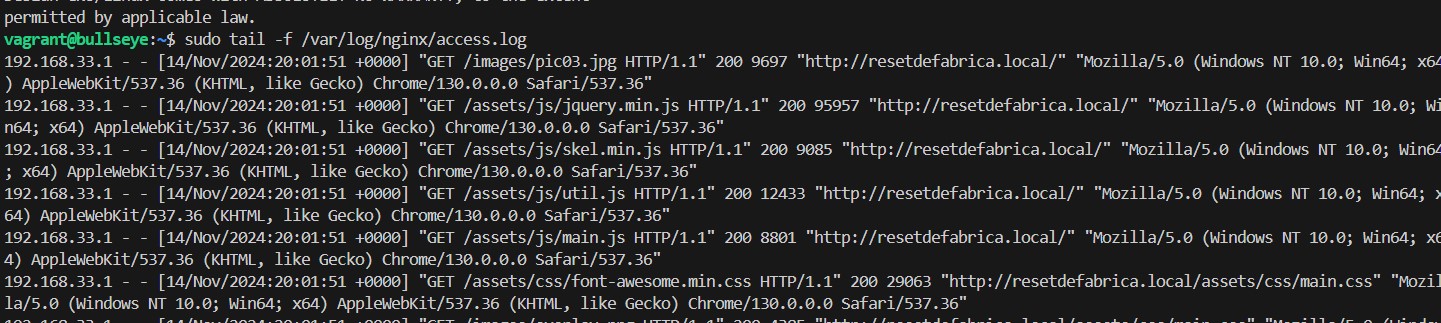 permitted by applicable law.
vagrant@bullseye:~$ sudo tail -f /var/log/nginx/access.log
192.168.33.1 - - [14/Nov/2024:20:01:51 +0000] "GET /images/pic03.jpg HTTP/1.1" 200 9697 "http://resetdefabrica.local/" "Mozilla/5.0 (Windows NT 10.0; Win64; x64
) AppleWebKit/537.36 (KHTML, like Gecko) Chrome/130.0.0.0 Safari/537.36"
192.168.33.1 - - [14/Nov/2024:20:01:51 +0000] "GET /assets/js/jquery.min.js HTTP/1.1" 200 95957 "http://resetdefabrica.local/" "Mozilla/5.0 (Windows NT 10.0; Wi
n64; x64) AppleWebKit/537.36 (KHTML, like Gecko) Chrome/130.0.0.0 Safari/537.36"
192.168.33.1 - - [14/Nov/2024:20:01:51 +0000] "GET /assets/js/skel.min.js HTTP/1.1" 200 9085 "http://resetdefabrica.local/" "Mozilla/5.0 (Windows NT 10.0; Win64
; x64) AppleWebKit/537.36 (KHTML, like Gecko) Chrome/130.0.0.0 Safari/537.36"
192.168.33.1 - - [14/Nov/2024:20:01:51 +0000] "GET /assets/js/util.js HTTP/1.1" 200 12433 "http://resetdefabrica.local/" "Mozilla/5.0 (Windows NT 10.0; Win64; x
64) AppleWebKit/537.36 (KHTML, like Gecko) Chrome/130.0.0.0 Safari/537.36"
192.168.33.1 - - [14/Nov/2024:20:01:51 +0000] "GET /assets/js/main.js HTTP/1.1" 200 8801 "http://resetdefabrica.local/" "Mozilla/5.0 (Windows NT 10.0; Win64; x6
4) AppleWebKit/537.36 (KHTML, like Gecko) Chrome/130.0.0.0 Safari/537.36"
192.168.33.1 - - [14/Nov/2024:20:01:51 +0000] "GET /assets/css/font-awesome.min.css HTTP/1.1" 200 29063 "http://resetdefabrica.local/assets/css/main.css" "Mozil
la/5.0 (Windows NT 10.0; Win64; x64) AppleWebKit/537.36 (KHTML, like Gecko) Chrome/130.0.0.0 Safari/537.36"